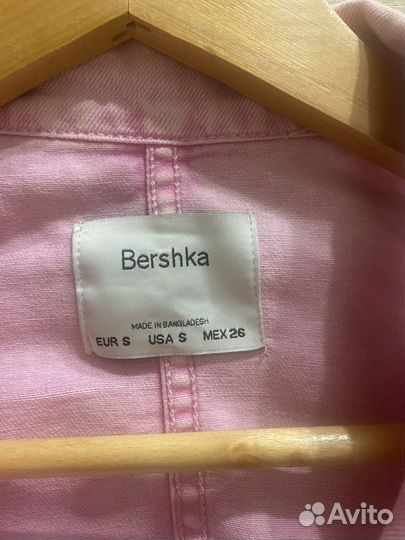 Bershka
MADE IN BANGLADESH
EUR S USA S MEX 26
Avito